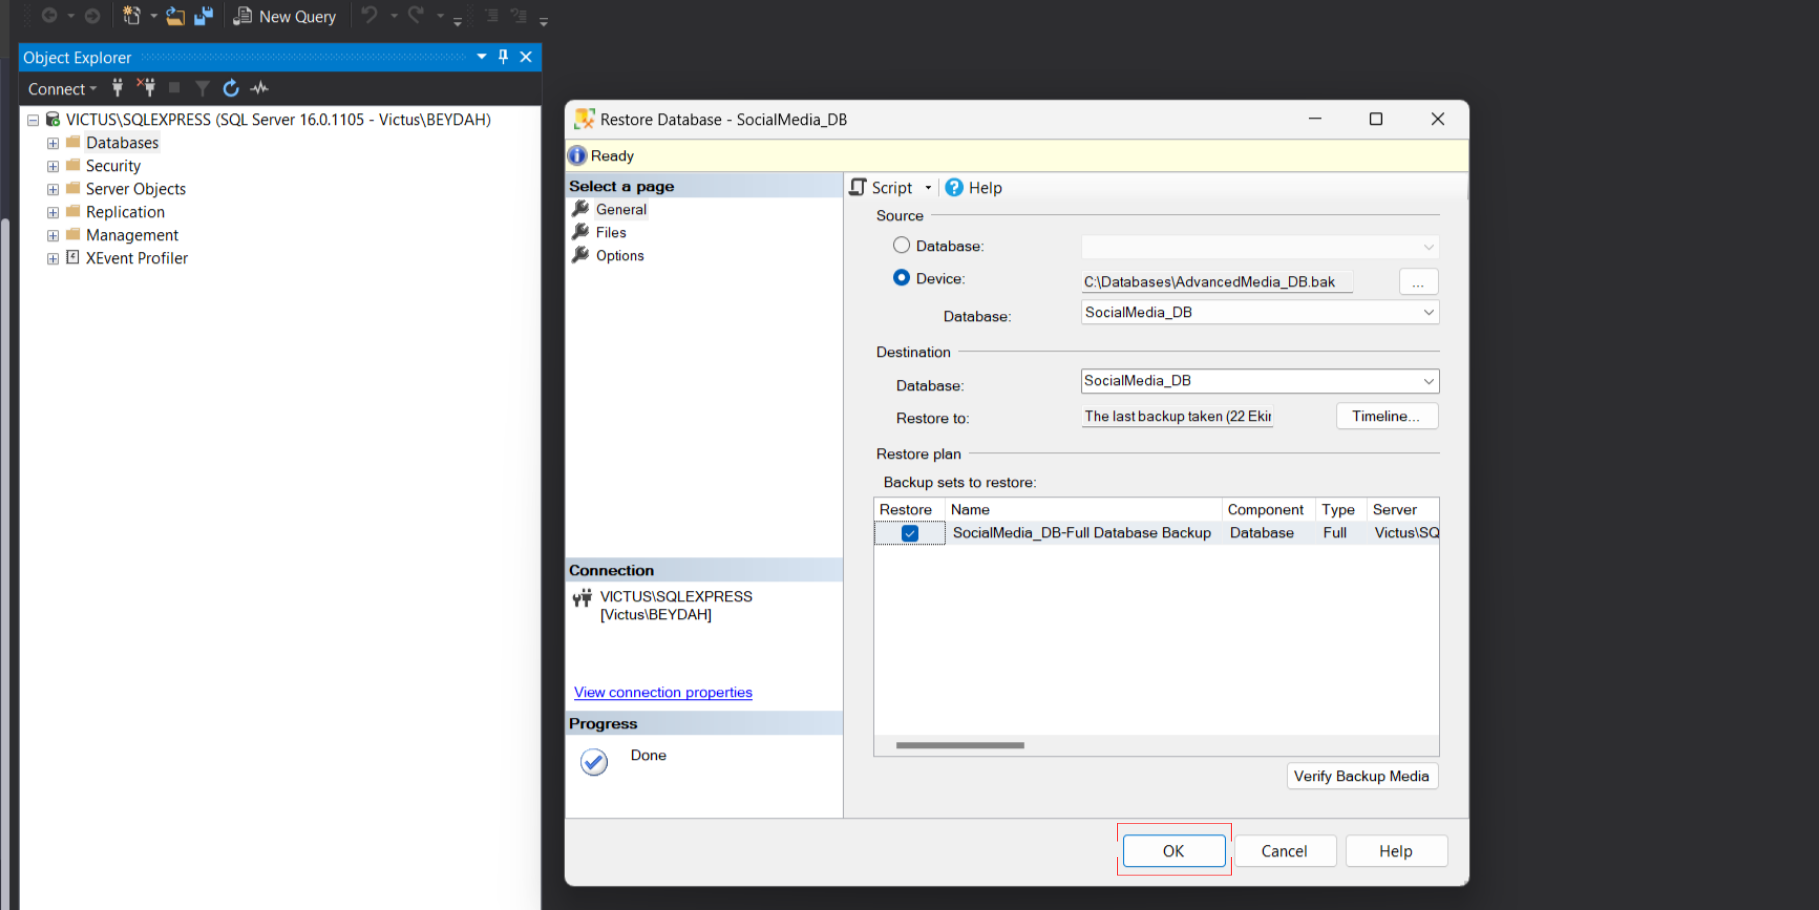 New Query
Object Explorer
Connect
VICTUS\SQLEXPRESS (SQL Server 16.0.1105 - Victus\BEYDAH)
Databases
Security
Server Objects
Replication
Management
XEvent Profiler
Restore Database - SocialMedia_DB
Ready
Select a page
General
Files
Options
Connection
VICTUS\SQLEXPRESS
[Victus\BEYDAH]
View connection properties
Progress
Done
Script
Help
Source
Database:
Device:
C:\Databases\AdvancedMedia_DB.bak
...
Database:
SocialMedia_DB
Destination
Database:
SocialMedia_DB
Restore to:
The last backup taken (22 Ekir
Timeline...
Restore plan
Backup sets to restore:
Restore Name Component Type Server
SocialMedia_DB-Full Database Backup Database Full Victus\SQ
Verify Backup Media
OK
Cancel
Help